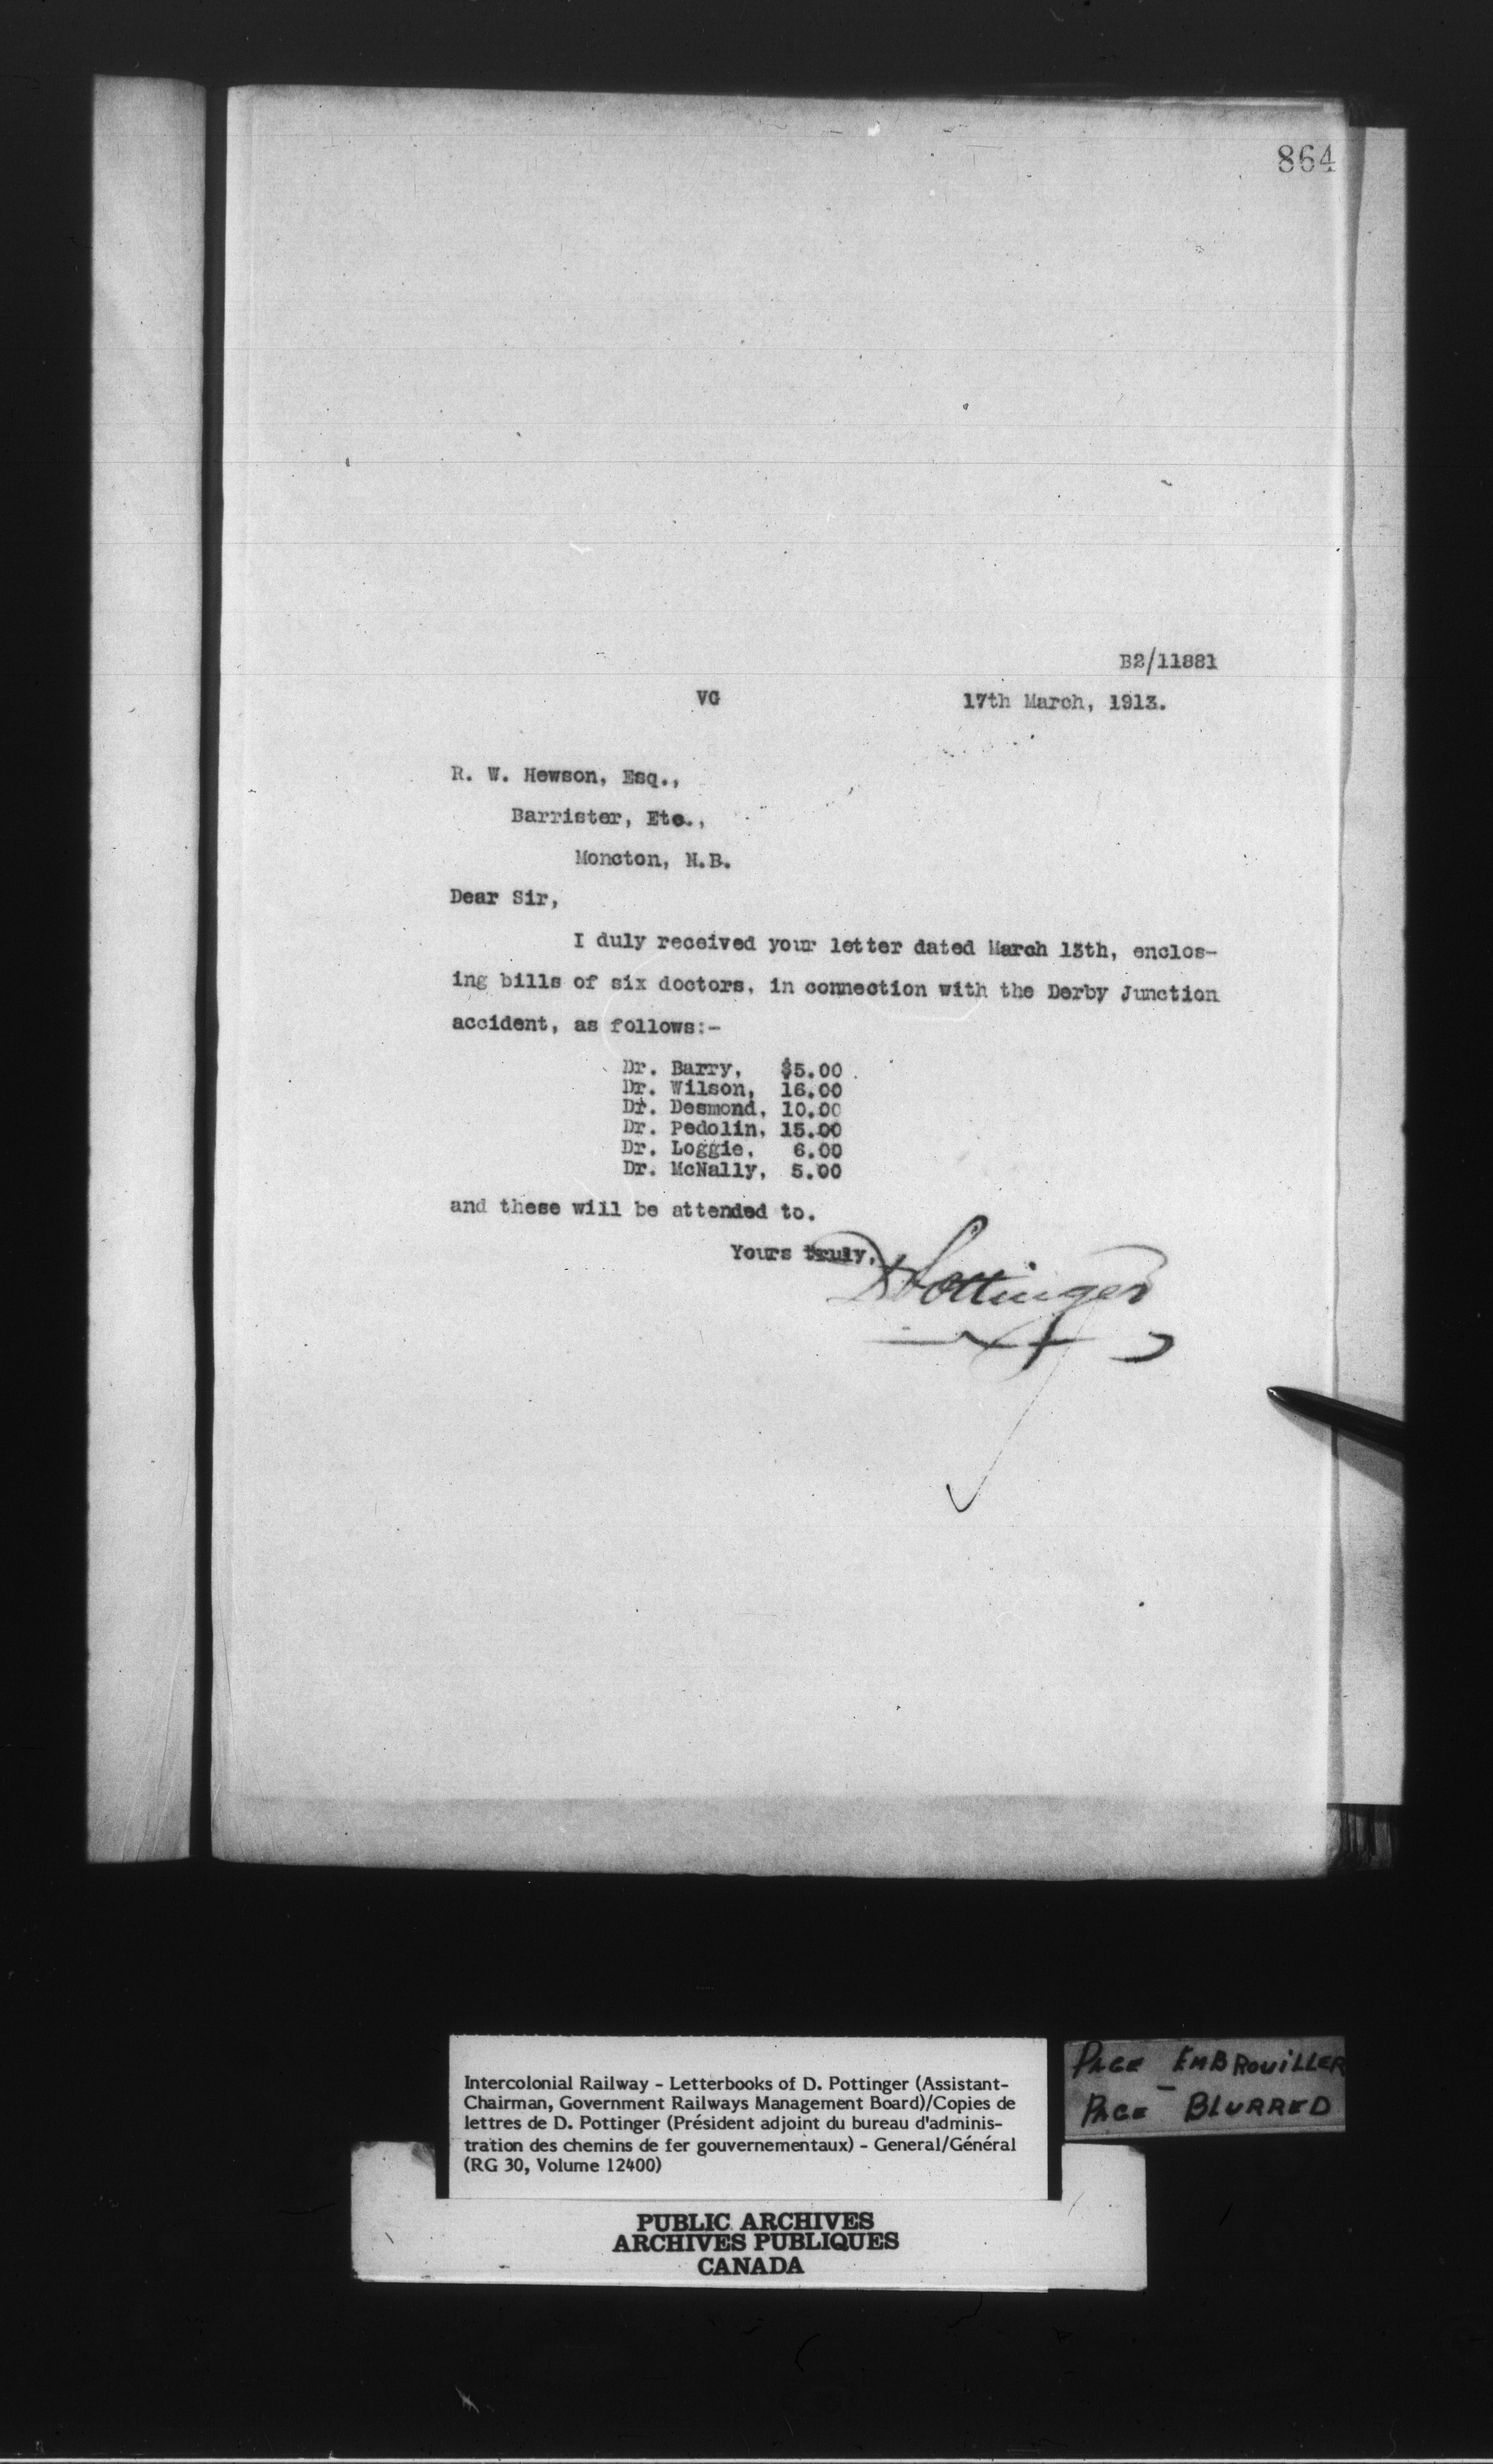 864
B2/11881
VG 17th March, 1913.
R. W. Hewson, Esq.,
Barrister, Etc.,
Moncton, N.B.
Dear Sir,
I duly received your letter dated March 13th, enclos-
ing bills of six doctors, in connection with the Derby Junction
accident, as follows:-
Dr. Barry, $5.00
Dr. Wilson, 16.00
Dr. Desmond, 10.00
Dr. Pedolin, 15.00
Dr. Loggie, 6.00
Dr. McNally, 5.00
and these will be attended to.
Yours truly,
D Pottinger
Intercolonial Railway - Letterbooks of D. Pottinger (Assistant-
Chairman, Government Railways Management Board)/Copies de
lettres de D. Pottinger (Président adjoint du bureau d'adminis-
tration des chemins de fer gouvernementaux) - General/Général
(RG 30, Volume 12400)
PAGE EMBROUILLER
PAGE - BLURRED
PUBLIC ARCHIVES
ARCHIVES PUBLIQUES
CANADA